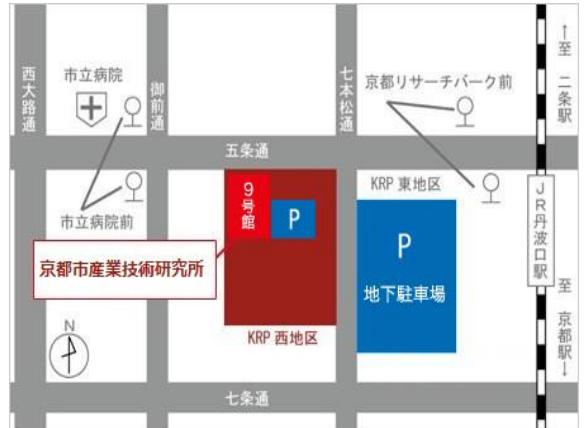 西大路通
市立病院
御前通
七本松通
京都リサーチパーク前
↑至 二条駅
五条通
市立病院前
9号館
P
KRP 東地区
P
地下駐車場
JR丹波口駅
京都市産業技術研究所
KRP 西地区
至 京都駅↓
N
七条通